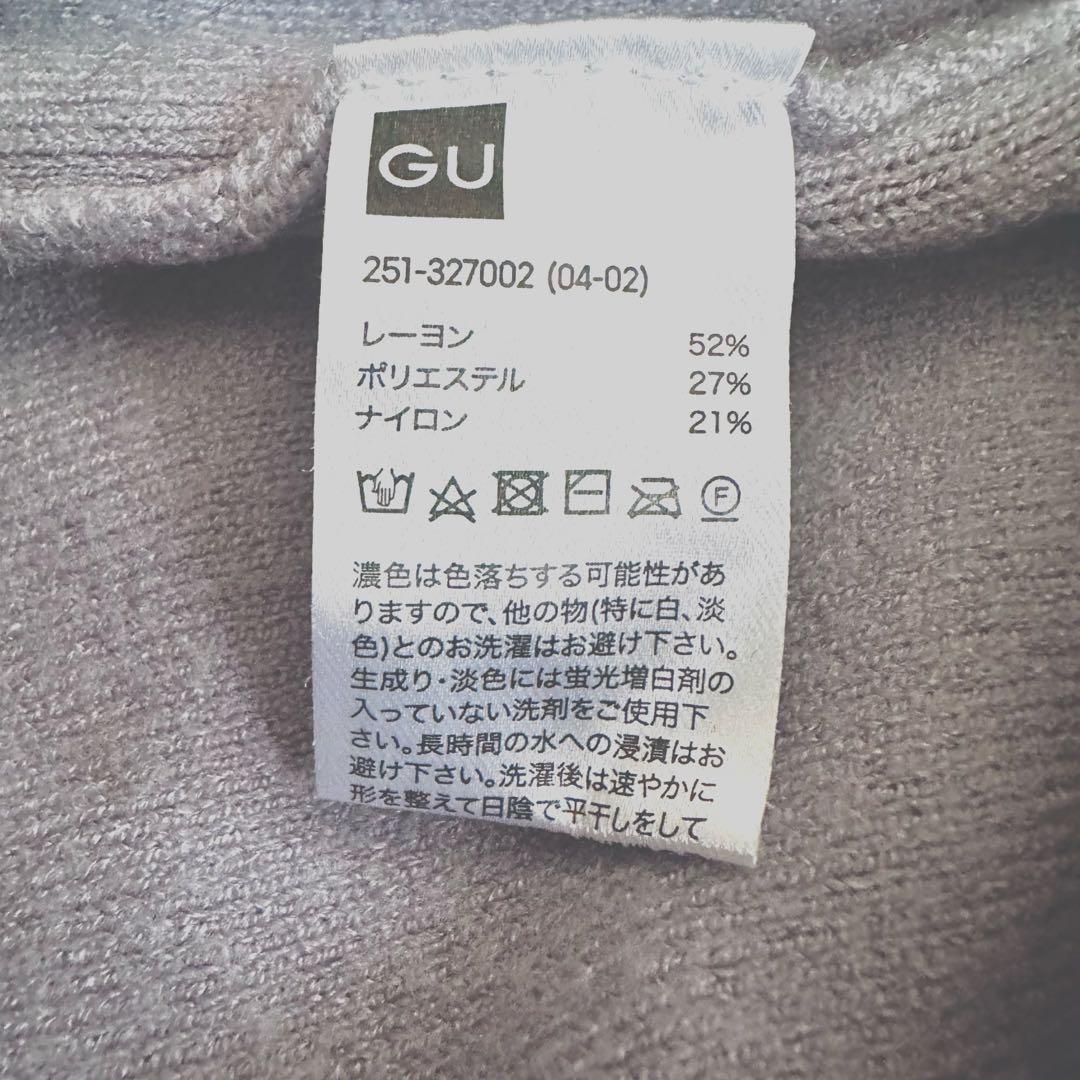 GU
251-327002 (04-02)
レーヨン 52%
ポリエステル 27%
ナイロン 21%
F
濃色は色落ちする可能性があ
りますので、他の物(特に白、淡
色)とのお洗濯はお避け下さい。
生成り・淡色には蛍光増白剤の
入っていない洗剤をご使用下
さい。長時間の水への浸漬はお
避け下さい。洗濯後は速やかに
形を整えて日陰で平干しをして